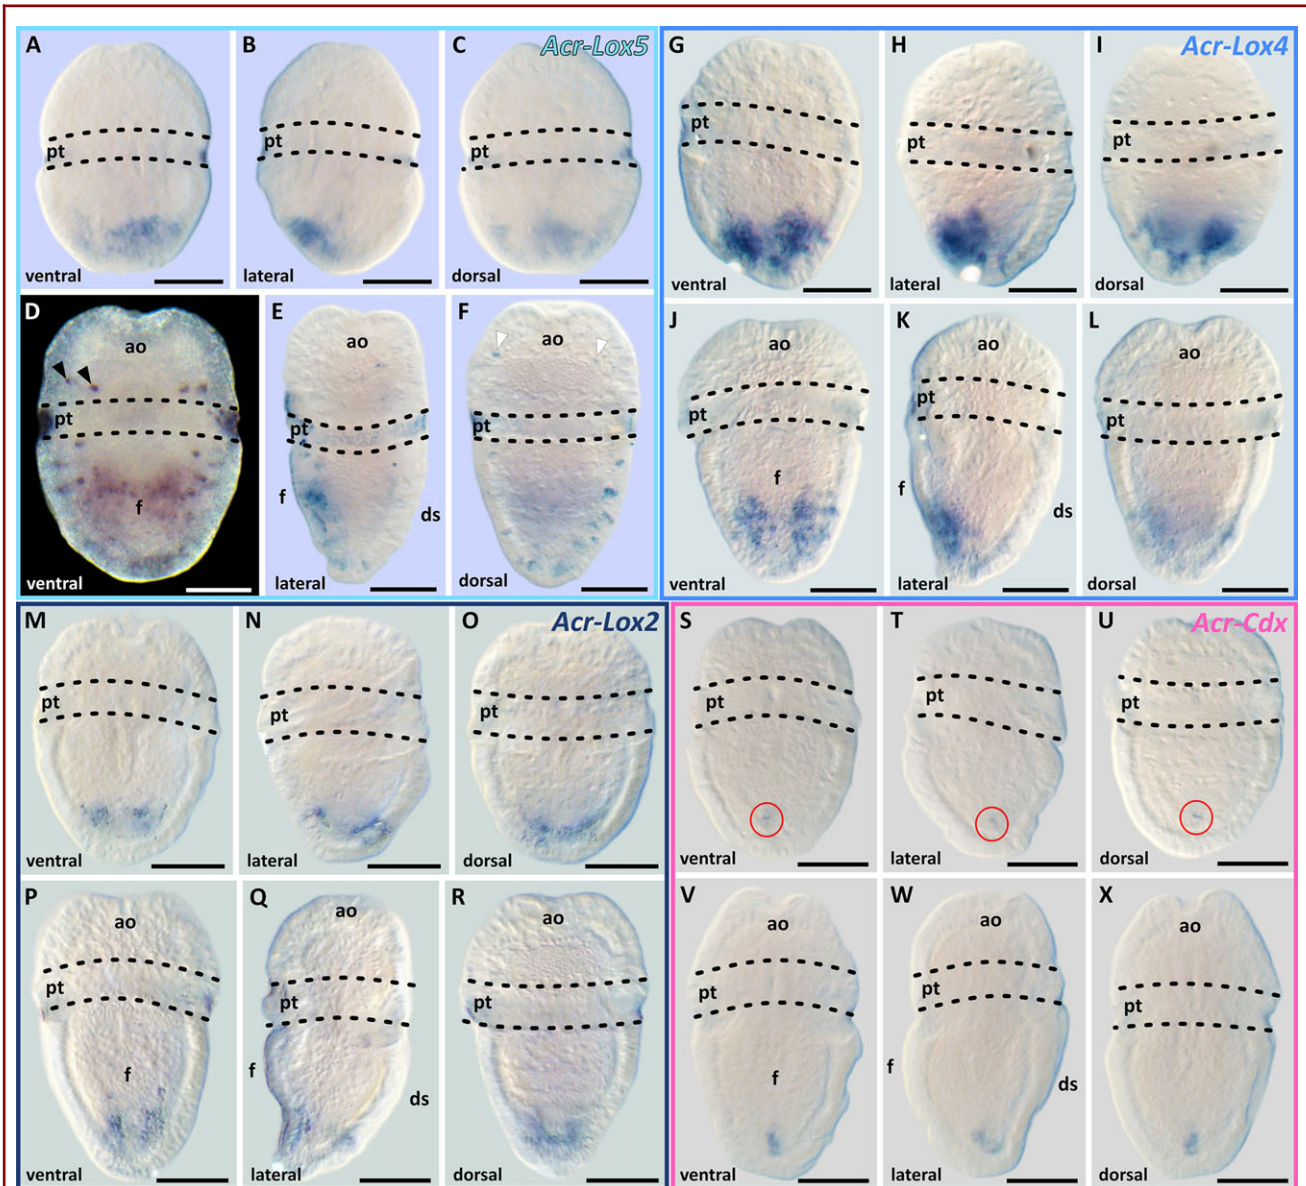 A B C Acr-Lox5
pt pt pt
ventral lateral dorsal
D E F
ao ao ao
pt pt pt
f f ds
ventral lateral dorsal
G H I Acr-Lox4
pt pt pt
ventral lateral dorsal
J K L
ao ao ao
pt pt pt
f f ds
ventral lateral dorsal
M N O Acr-Lox2
pt pt pt
ventral lateral dorsal
P Q R
ao ao ao
pt pt pt
f f ds
ventral lateral dorsal
S T U Acr-Cdx
pt pt pt
ventral lateral dorsal
V W X
ao ao ao
pt pt pt
f f ds
ventral lateral dorsal